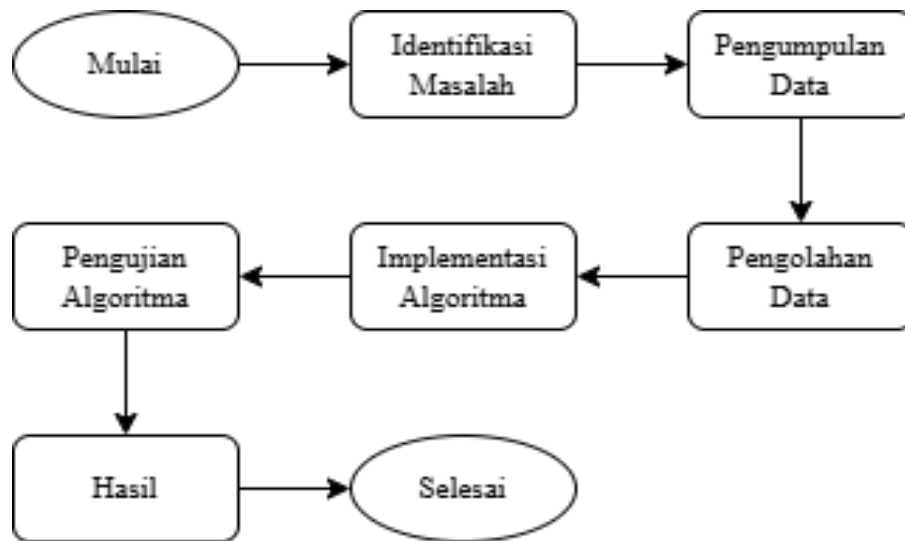 Mulai
Identifikasi
Masalah
Pengumpulan
Data
Pengolahan
Data
Implementasi
Algoritma
Pengujian
Algoritma
Hasil
Selesai